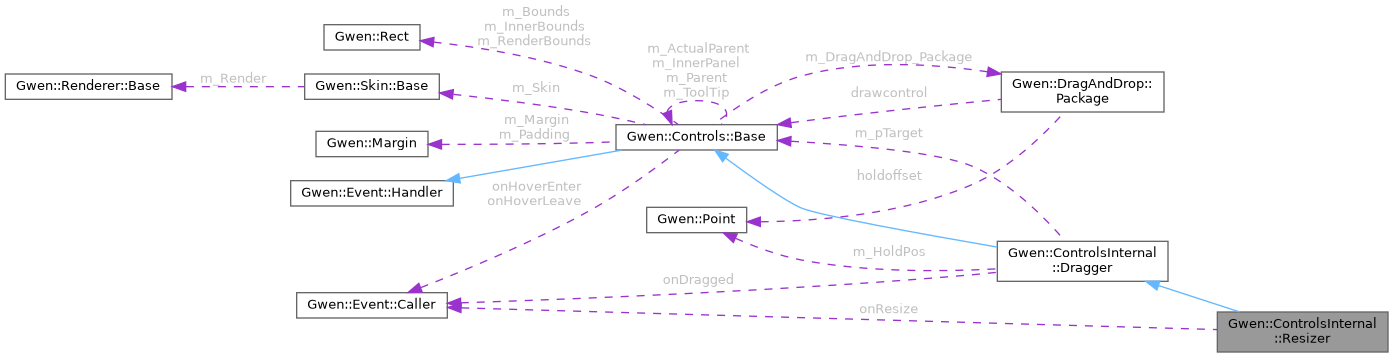 m_Bounds
m_InnerBounds
m_RenderBounds
Gwen::Rect
m_ActualParent
m_InnerPanel
m_Parent
m_ToolTip
m_DragAndDrop_Package
Gwen::Renderer::Base
m_Render
Gwen::Skin::Base
m_Skin
drawcontrol
Gwen::DragAndDrop::
Package
m_Margin
m_Padding
Gwen::Margin
Gwen::Controls::Base
m_pTarget
Gwen::Event::Handler
onHoverEnter
onHoverLeave
holdoffset
Gwen::Point
m_HoldPos
Gwen::ControlsInternal
::Dragger
onDragged
Gwen::Event::Caller
onResize
Gwen::ControlsInternal
::Resizer